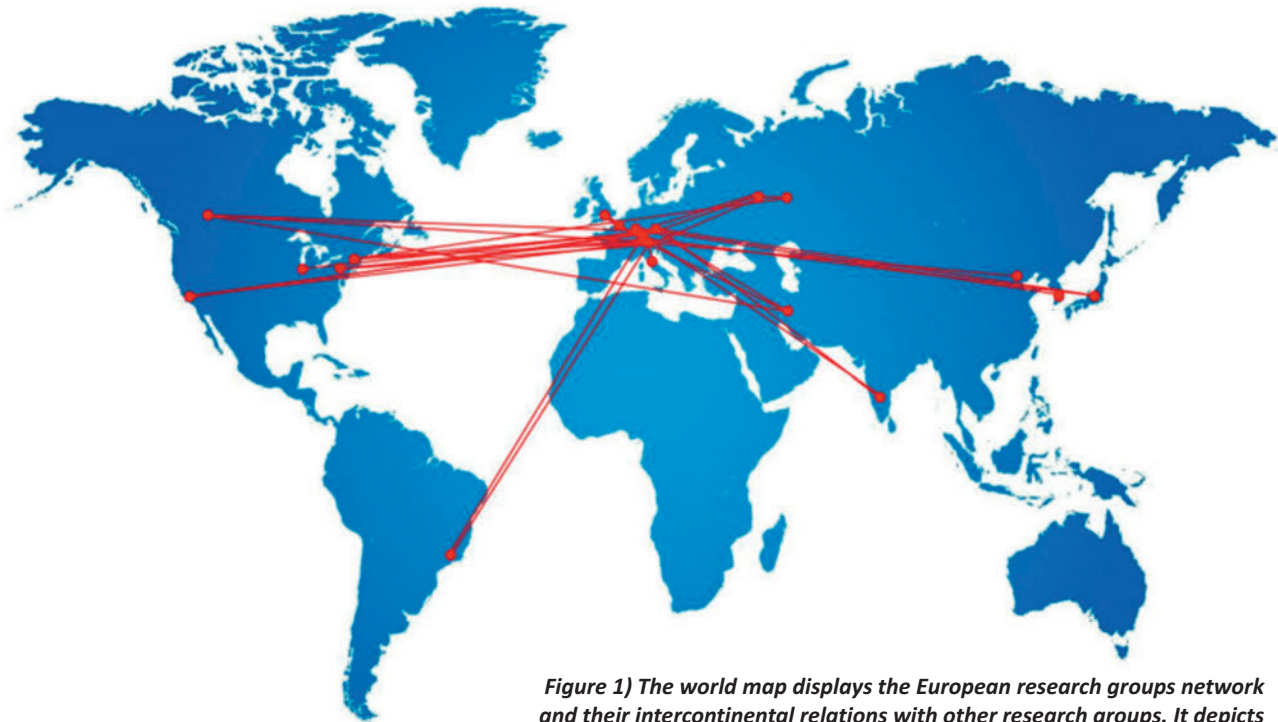 Figure 1) The world map displays the European research groups network
and their intercontinental relations with other research groups. It depicts